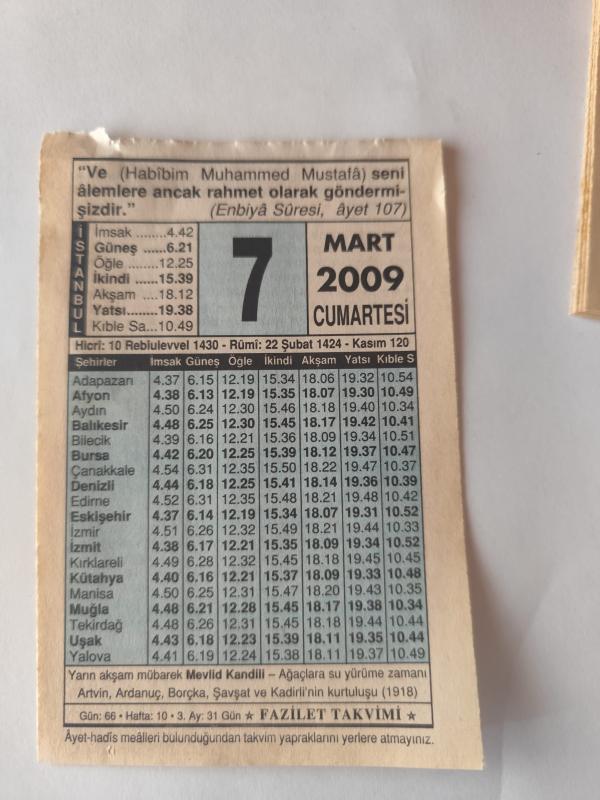 “Ve (Habîbim Muhammed Mustafâ) seni
âlemlere ancak rahmet olarak göndermi-
şizdir.” (Enbiyâ Sûresi, âyet 107)
İSTANBUL
İmsak ........4.42
Güneş ......6.21
Öğle ........12.25
İkindi ......15.39
Akşam ....18.12
Yatsı........19.38
Kıble Sa...10.49
7
MART
2009
CUMARTESİ
Hicrî: 10 Rebiulevvel 1430 - Rûmî: 22 Şubat 1424 - Kasım 120
Şehirler İmsak Güneş Öğle İkindi Akşam Yatsı Kıble S
Adapazarı 4.37 6.15 12.19 15.34 18.06 19.32 10.54
Afyon 4.38 6.13 12.19 15.35 18.07 19.30 10.49
Aydın 4.50 6.24 12.30 15.46 18.18 19.40 10.34
Balıkesir 4.48 6.25 12.30 15.45 18.17 19.42 10.41
Bilecik 4.39 6.16 12.21 15.36 18.09 19.34 10.51
Bursa 4.42 6.20 12.25 15.39 18.12 19.37 10.47
Çanakkale 4.54 6.31 12.35 15.50 18.22 19.47 10.37
Denizli 4.44 6.18 12.25 15.41 18.14 19.36 10.39
Edirne 4.52 6.31 12.35 15.48 18.21 19.48 10.42
Eskişehir 4.37 6.14 12.19 15.34 18.07 19.31 10.52
İzmir 4.51 6.26 12.32 15.49 18.21 19.44 10.33
İzmit 4.38 6.17 12.21 15.35 18.09 19.34 10.52
Kırklareli 4.49 6.28 12.32 15.45 18.18 19.45 10.45
Kütahya 4.40 6.16 12.21 15.37 18.09 19.33 10.48
Manisa 4.50 6.25 12.31 15.47 18.20 19.43 10.35
Muğla 4.48 6.21 12.28 15.45 18.17 19.38 10.34
Tekirdağ 4.48 6.26 12.31 15.45 18.18 19.44 10.44
Uşak 4.43 6.18 12.23 15.39 18.11 19.35 10.44
Yalova 4.41 6.19 12.24 15.38 18.11 19.37 10.49
Yarın akşam mübarek Mevlid Kandili – Ağaçlara su yürüme zamanı
Artvin, Ardanuç, Borçka, Şavşat ve Kadirli'nin kurtuluşu (1918)
Gün: 66 • Hafta: 10 • 3. Ay: 31 Gün ★ FAZİLET TAKVİMİ ★
Âyet-hadîs meâlleri bulunduğundan takvim yapraklarını yerlere atmayınız.